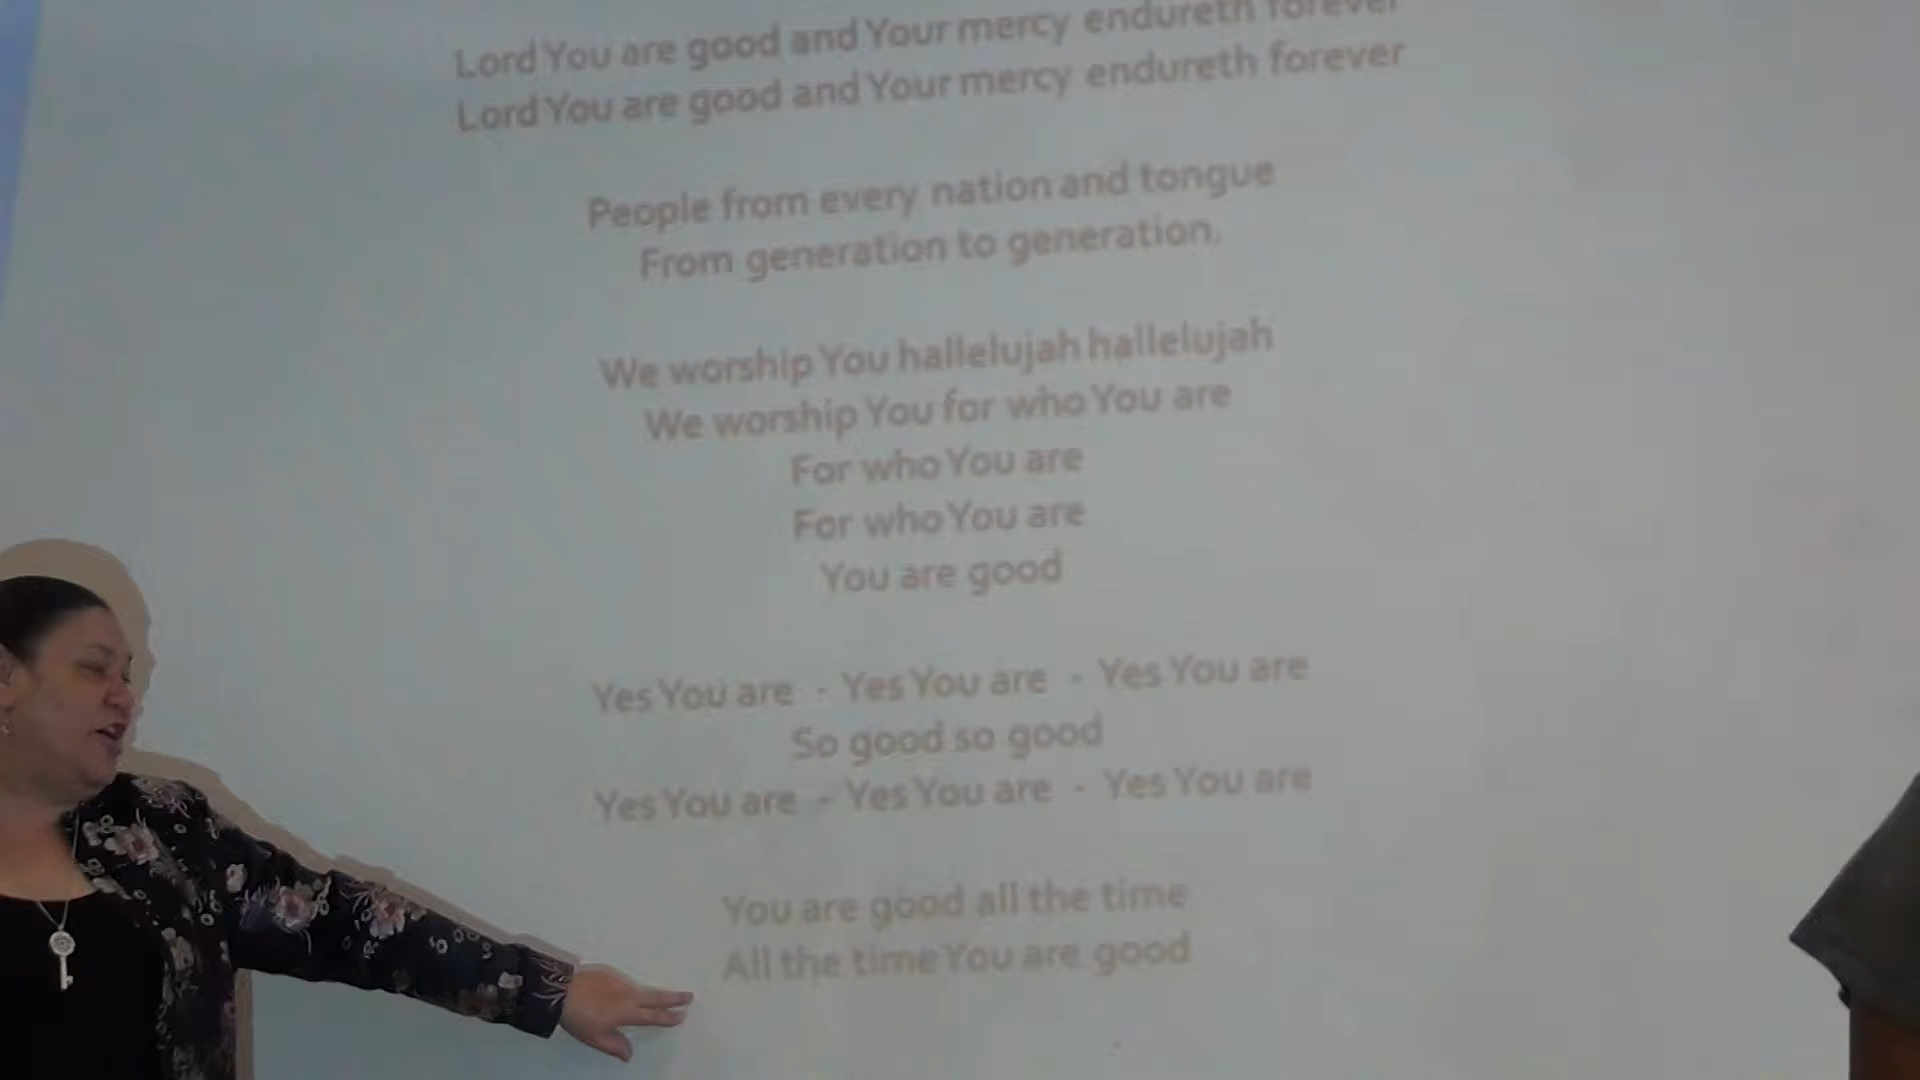 Lord You are good and Your mercy endureth forever
Lord You are good and Your mercy endureth forever
People from every nation and tongue
From generation to generation,
We worship You hallelujah hallelujah
We worship You for who You are
For who You are
For who You are
You are good
Yes You are - Yes You are - Yes You are
So good so good
Yes You are - Yes You are - Yes You are
You are good all the time
All the time You are good